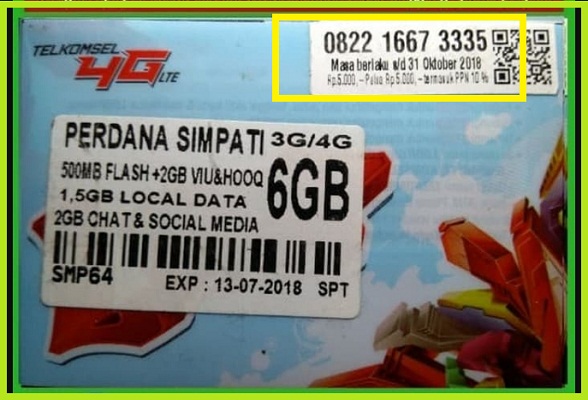 TELKOMSEL
4G LTE
0822 1667 3335
Masa berlaku s/d 31 Oktober 2018
Rp.5.000,- Pulsa Rp.5.000,- termasuk PPN 10 %
PERDANA SIMPATI 3G/4G
500MB FLASH +2GB VIU&HOOQ
6GB
1,5GB LOCAL DATA
2GB CHAT & SOCIAL MEDIA
SMP64
EXP : 13-07-2018 SPT